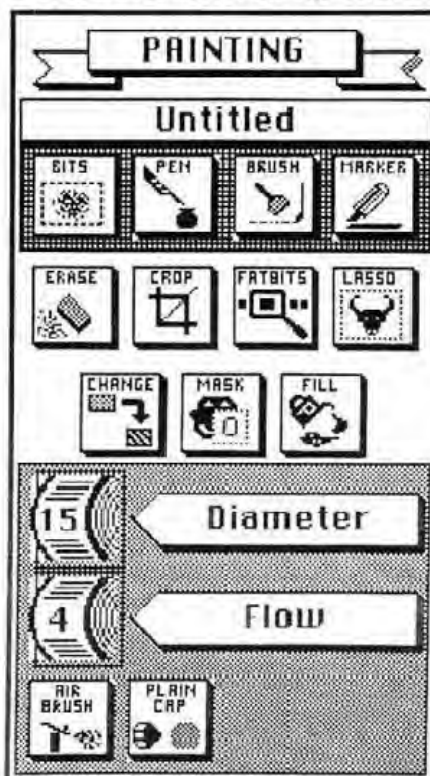 PAINTING
Untitled
BITS PEN BRUSH MARKER
ERASE CROP FATBITS LASSO
CHANGE MASK FILL
15 Diameter
4 Flow
AIR BRUSH PLAIN CAP